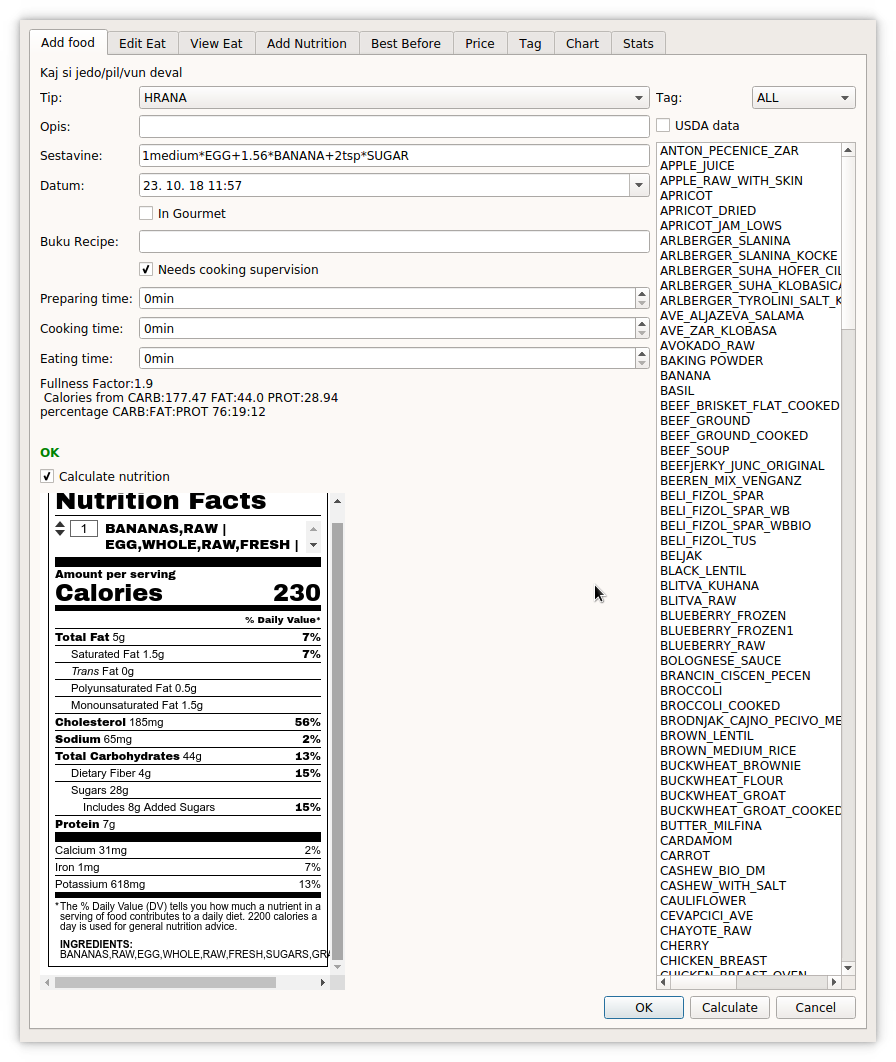 Add food
Edit Eat
View Eat
Add Nutrition
Best Before
Price
Tag
Chart
Stats
Kaj si jedo/pil/vun deval
Tip:
HRANA
Opis:
Sestavine:
1medium*EGG+1.56*BANANA+2tsp*SUGAR
Datum:
23. 10. 18 11:57
In Gourmet
Buku Recipe:
Needs cooking supervision
Preparing time:
0min
Cooking time:
0min
Eating time:
0min
Fullness Factor:1.9
Calories from CARB:177.47 FAT:44.0 PROT:28.94
percentage CARB:FAT:PROT 76:19:12
OK
Calculate nutrition
Nutrition Facts
1
BANANAS,RAW |
EGG,WHOLE,RAW,FRESH |
Amount per serving
Calories 230
% Daily Value*
Total Fat 5g 7%
Saturated Fat 1.5g 7%
Trans Fat 0g
Polyunsaturated Fat 0.5g
Monounsaturated Fat 1.5g
Cholesterol 185mg 56%
Sodium 65mg 2%
Total Carbohydrates 44g 13%
Dietary Fiber 4g 15%
Sugars 28g
Includes 8g Added Sugars 15%
Protein 7g
Calcium 31mg 2%
Iron 1mg 7%
Potassium 618mg 13%
*The % Daily Value (DV) tells you how much a nutrient in a
serving of food contributes to a daily diet. 2200 calories a
day is used for general nutrition advice.
INGREDIENTS:
BANANAS,RAW,EGG,WHOLE,RAW,FRESH,SUGARS,GRA
Tag:
ALL
USDA data
ANTON_PECENICE_ZAR
APPLE_JUICE
APPLE_RAW_WITH_SKIN
APRICOT
APRICOT_DRIED
APRICOT_JAM_LOWS
ARLBERGER_SLANINA
ARLBERGER_SLANINA_KOCKE
ARLBERGER_SUHA_HOFER_CIL
ARLBERGER_SUHA_KLOBASICA
ARLBERGER_TYROLINI_SALT_K
AVE_ALJAZEVA_SALAMA
AVE_ZAR_KLOBASA
AVOKADO_RAW
BAKING POWDER
BANANA
BASIL
BEEF_BRISKET_FLAT_COOKED
BEEF_GROUND
BEEF_GROUND_COOKED
BEEF_SOUP
BEEFJERKY_JUNC_ORIGINAL
BEEREN_MIX_VENGANZ
BELI_FIZOL_SPAR
BELI_FIZOL_SPAR_WB
BELI_FIZOL_SPAR_WBBIO
BELI_FIZOL_TUS
BELJAK
BLACK_LENTIL
BLITVA_KUHANA
BLITVA_RAW
BLUEBERRY_FROZEN
BLUEBERRY_FROZEN1
BLUEBERRY_RAW
BOLOGNESE_SAUCE
BRANCIN_CISCEN_PECEN
BROCCOLI
BROCCOLI_COOKED
BRODNJAK_CAJNO_PECIVO_ME
BROWN_LENTIL
BROWN_MEDIUM_RICE
BUCKWHEAT_BROWNIE
BUCKWHEAT_FLOUR
BUCKWHEAT_GROAT
BUCKWHEAT_GROAT_COOKED
BUTTER_MILFINA
CARDAMOM
CARROT
CASHEW_BIO_DM
CASHEW_WITH_SALT
CAULIFLOWER
CEVAPCICI_AVE
CHAYOTE_RAW
CHERRY
CHICKEN_BREAST
CHICKEN_BREAST_OVEN
OK
Calculate
Cancel